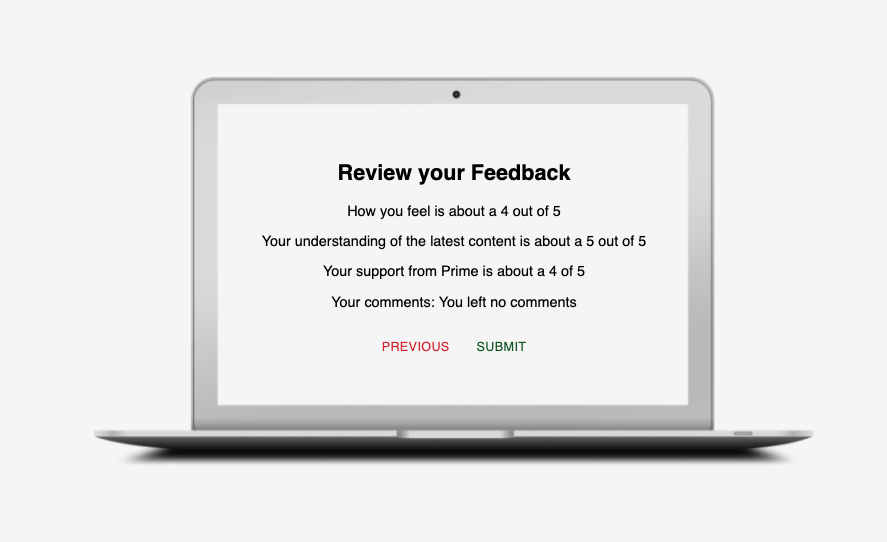 Review your Feedback
How you feel is about a 4 out of 5
Your understanding of the latest content is about a 5 out of 5
Your support from Prime is about a 4 of 5
Your comments: You left no comments
PREVIOUS SUBMIT